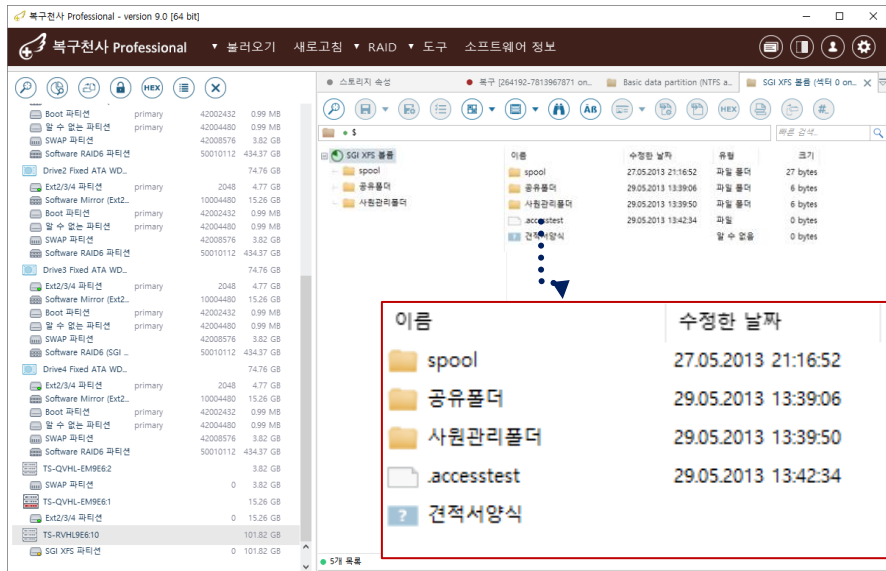 복구천사 Professional - version 9.0 [64 bit]
복구천사 Professional ▼ 불러오기 새로고침 ▼ RAID ▼ 도구 소프트웨어 정보
HEX
스토리지 속성 복구 [264192-7813967871 on... Basic data partition (NTFS a... SGI XFS 볼륨 (섹터 0 on...
ÄB HEX #
$ 빠른 검색...
Boot 파티션 primary 42002432 0.99 MB
알 수 없는 파티션 primary 42004480 0.99 MB
SWAP 파티션 42008576 3.82 GB
Software RAID6 파티션 50010112 434.37 GB
Drive2 Fixed ATA WD... 74.76 GB
Ext2/3/4 파티션 primary 2048 4.77 GB
Software Mirror (Ext2... 10004480 15.26 GB
Boot 파티션 primary 42002432 0.99 MB
알 수 없는 파티션 primary 42004480 0.99 MB
SWAP 파티션 42008576 3.82 GB
Software RAID6 파티션 50010112 434.37 GB
Drive3 Fixed ATA WD... 74.76 GB
Ext2/3/4 파티션 primary 2048 4.77 GB
Software Mirror (Ext2... 10004480 15.26 GB
Boot 파티션 primary 42002432 0.99 MB
알 수 없는 파티션 primary 42004480 0.99 MB
SWAP 파티션 42008576 3.82 GB
Software RAID6 (SGI ... 50010112 434.37 GB
Drive4 Fixed ATA WD... 74.76 GB
Ext2/3/4 파티션 primary 2048 4.77 GB
Software Mirror (Ext2... 10004480 15.26 GB
Boot 파티션 primary 42002432 0.99 MB
알 수 없는 파티션 primary 42004480 0.99 MB
SWAP 파티션 42008576 3.82 GB
Software RAID6 파티션 50010112 434.37 GB
TS-QVHL-EM9E6:2 3.82 GB
SWAP 파티션 0 3.82 GB
TS-QVHL-EM9E6:1 15.26 GB
Ext2/3/4 파티션 0 15.26 GB
TS-RVHL9E6:10 101.82 GB
SGI XFS 파티션 0 101.82 GB
SGI XFS 볼륨
spool
공유폴더
사원관리폴더
이름 수정한 날짜 유형 크기
spool 27.05.2013 21:16:52 파일 폴더 27 bytes
공유폴더 29.05.2013 13:39:06 파일 폴더 6 bytes
사원관리폴더 29.05.2013 13:39:50 파일 폴더 6 bytes
.accesstest 29.05.2013 13:42:34 파일 0 bytes
견적서양식 알 수 없음 0 bytes
이름 수정한 날짜
spool 27.05.2013 21:16:52
공유폴더 29.05.2013 13:39:06
사원관리폴더 29.05.2013 13:39:50
.accesstest 29.05.2013 13:42:34
견적서양식
5개 목록